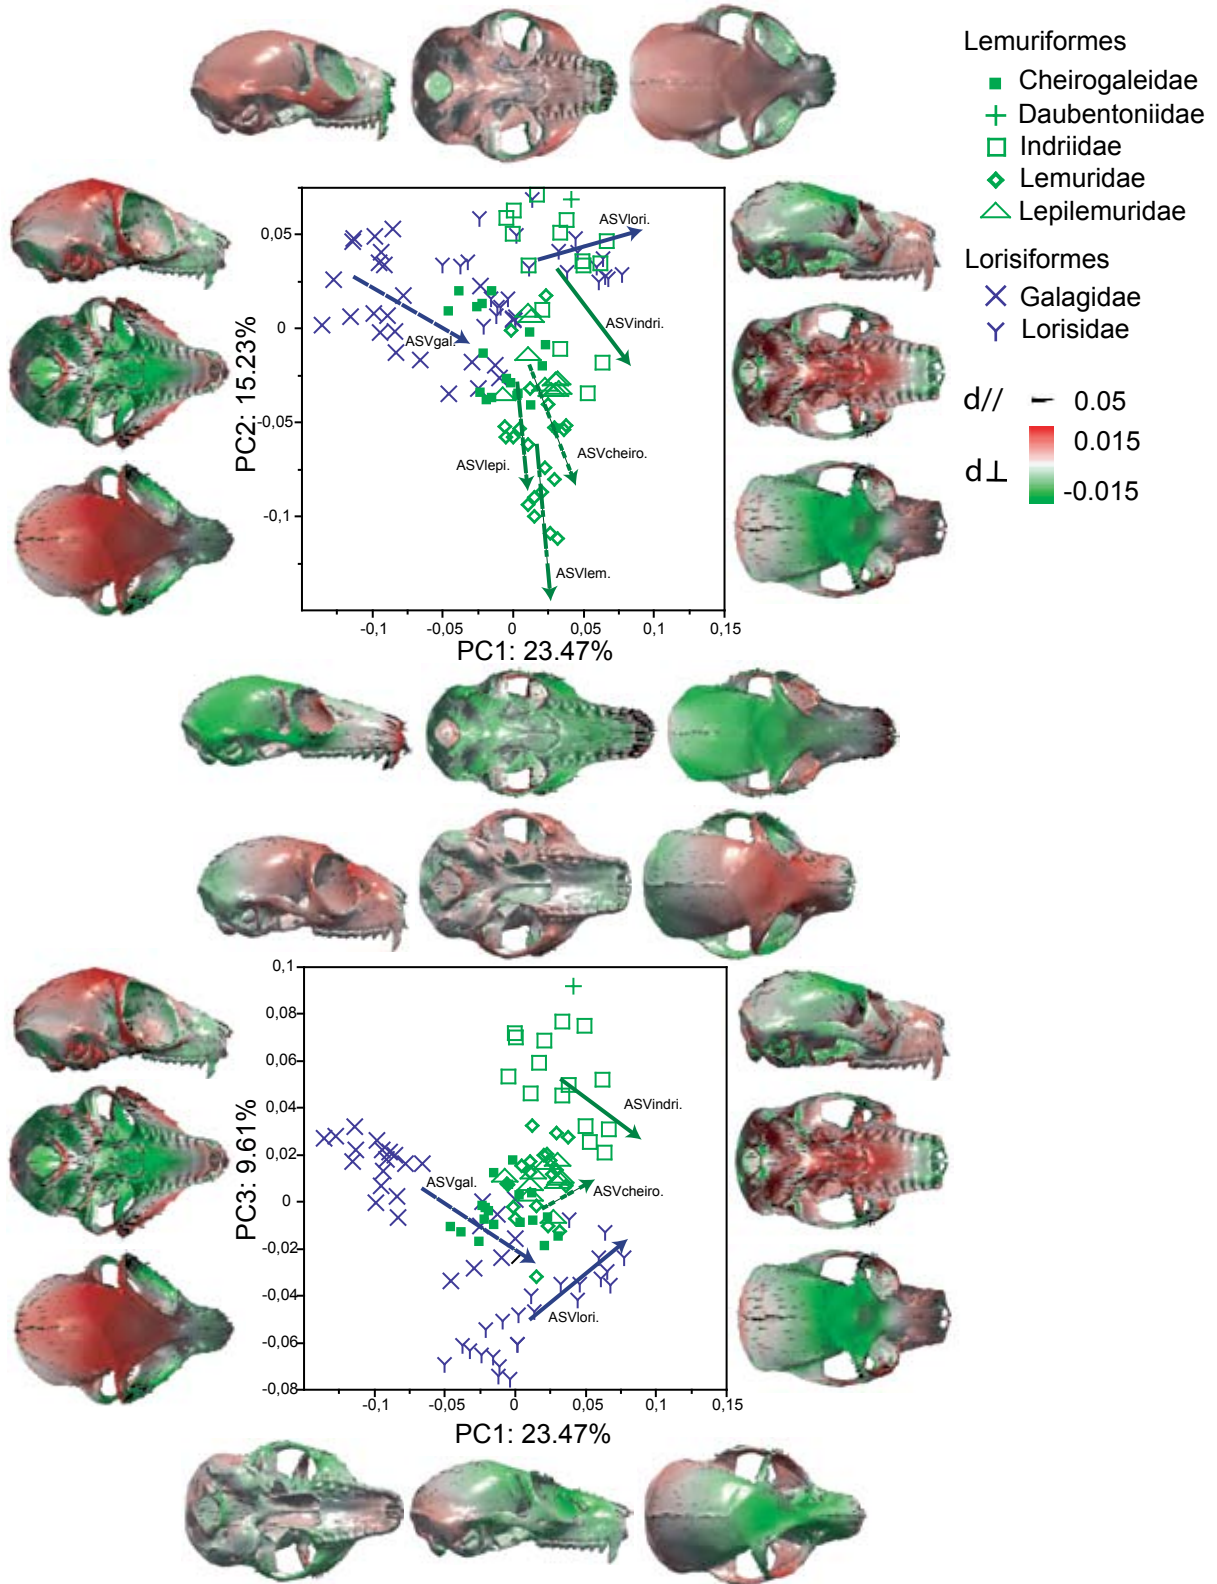 Lemuriformes
Cheirogaleidae
Daubentoniidae
Indriidae
Lemuridae
Lepilemuridae
Lorisiformes
Galagidae
Lorisidae
d// 0.05
d⊥
0.015
-0.015
0,05
0
-0,05
-0,1
PC2: 15.23%
ASVlori.
ASVindri.
ASVgal.
ASVcheiro.
ASVlepi.
ASVlem.
-0,1 -0,05 0 0,05 0,1 0,15
PC1: 23.47%
0,1
0,08
0,06
0,04
0,02
0
-0,02
-0,04
-0,06
-0,08
PC3: 9.61%
ASVindri.
ASVgal.
ASVcheiro.
ASVlori.
-0,1 -0,05 0 0,05 0,1 0,15
PC1: 23.47%